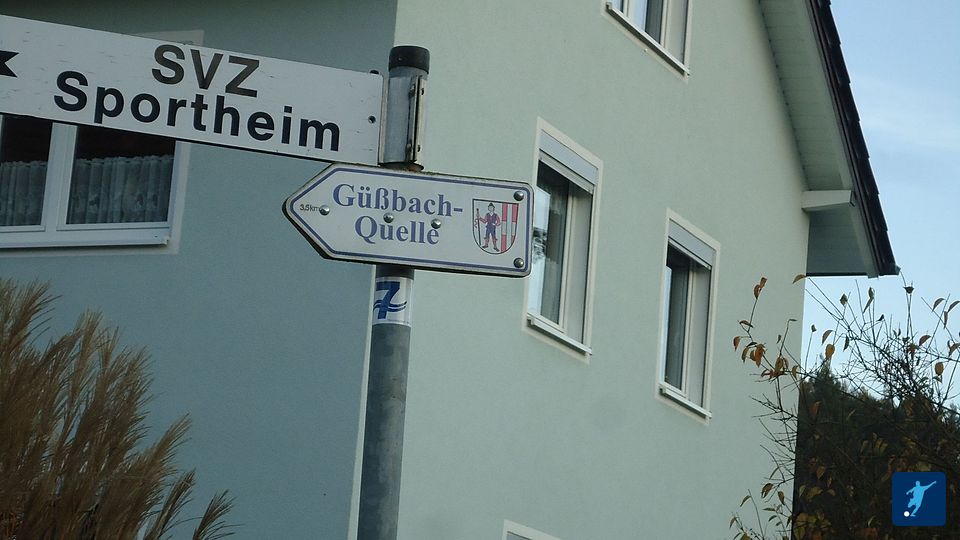 SVZ
Sportheim
3,5km
Güßbach-
Quelle
7